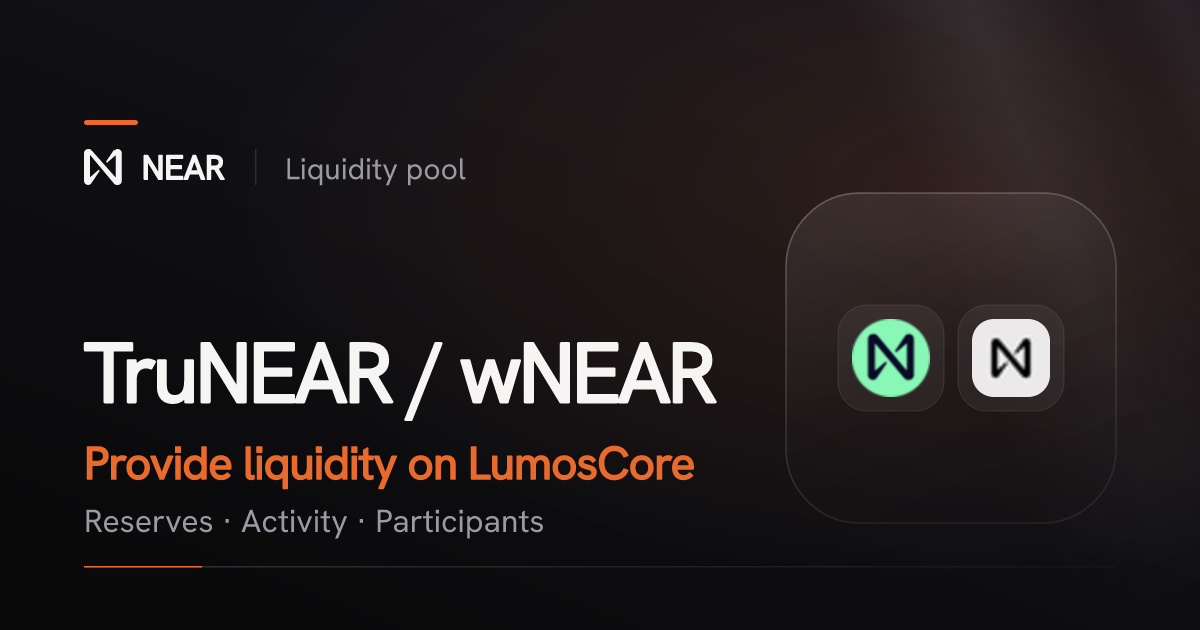 NEAR Liquidity pool
TruNEAR / wNEAR
Provide liquidity on LumosCore
Reserves · Activity · Participants